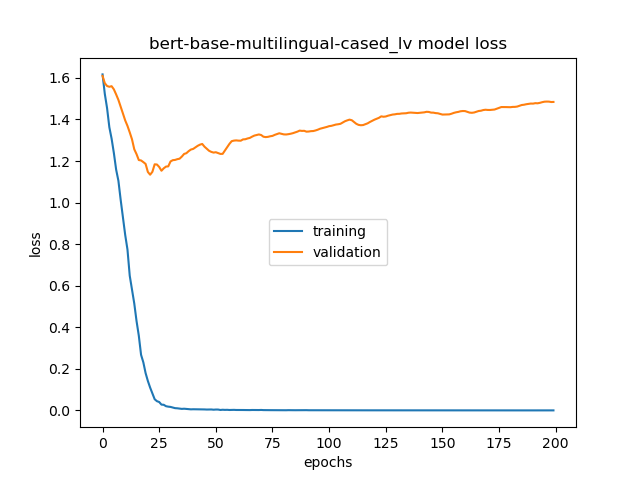 bert-base-multilingual-cased_lv model loss
loss
1.6
1.4
1.2
1.0
0.8
0.6
0.4
0.2
0.0
training
validation
0 25 50 75 100 125 150 175 200
epochs